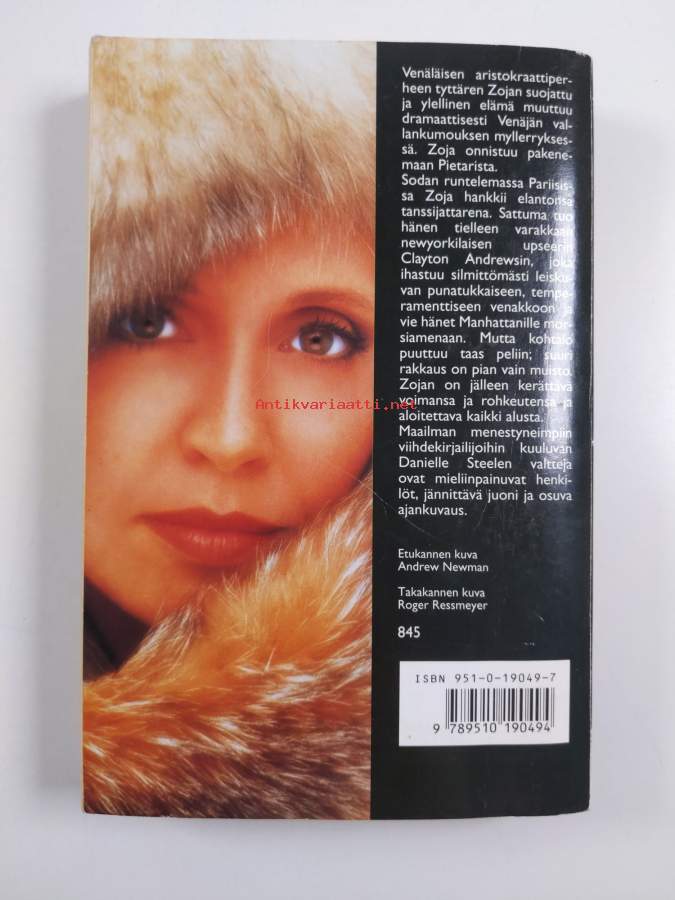 Venäläisen aristokraattiper-
heen tyttären Zojan suojattu
ja ylellinen elämä muuttuu
dramaattisesti Venäjän val-
lankumouksen myllerrykses-
sä. Zoja onnistuu pakene-
maan Pietarista.
Sodan runtelemassa Pariisis-
sa Zoja hankkii elantonsa
tanssijattarena. Sattuma tuo
hänen tielleen varakkaan
newyorkilaisen upseerin
Clayton Andrewsin, joka
ihastuu silmittömästi leisku-
van punatukkaiseen, tempe-
ramenttiseen venakkoon ja
vie hänet Manhattanille mor-
siamenaan. Mutta kohtalo
puuttuu taas peliin; suuri
rakkaus on pian vain muisto.
Zojan on jälleen kerättävä
voimansa ja rohkeutensa ja
aloitettava kaikki alusta.
Maailman menestyneimpiin
viihdekirjailijoihin kuuluvan
Danielle Steelen valtteja
ovat mieliinpainuvat henki-
löt, jännittävä juoni ja osuva
ajankuvaus.
Etukannen kuva
Andrew Newman
Takakannen kuva
Roger Ressmeyer
845
ISBN 951-0-19049-7
9 789510 190494
Antikvariaatti.net